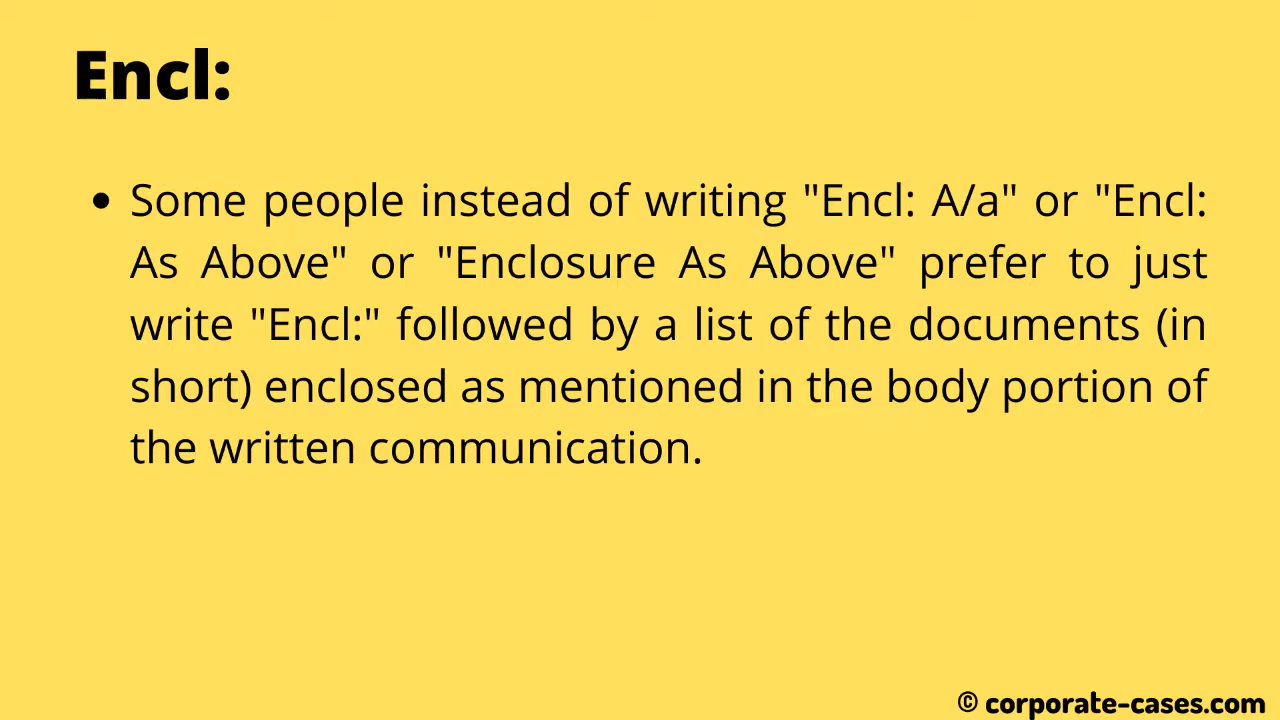 Encl:
• Some people instead of writing "Encl: A/a" or "Encl:
As Above" or "Enclosure As Above" prefer to just
write "Encl:" followed by a list of the documents (in
short) enclosed as mentioned in the body portion of
the written communication.
© corporate-cases.com